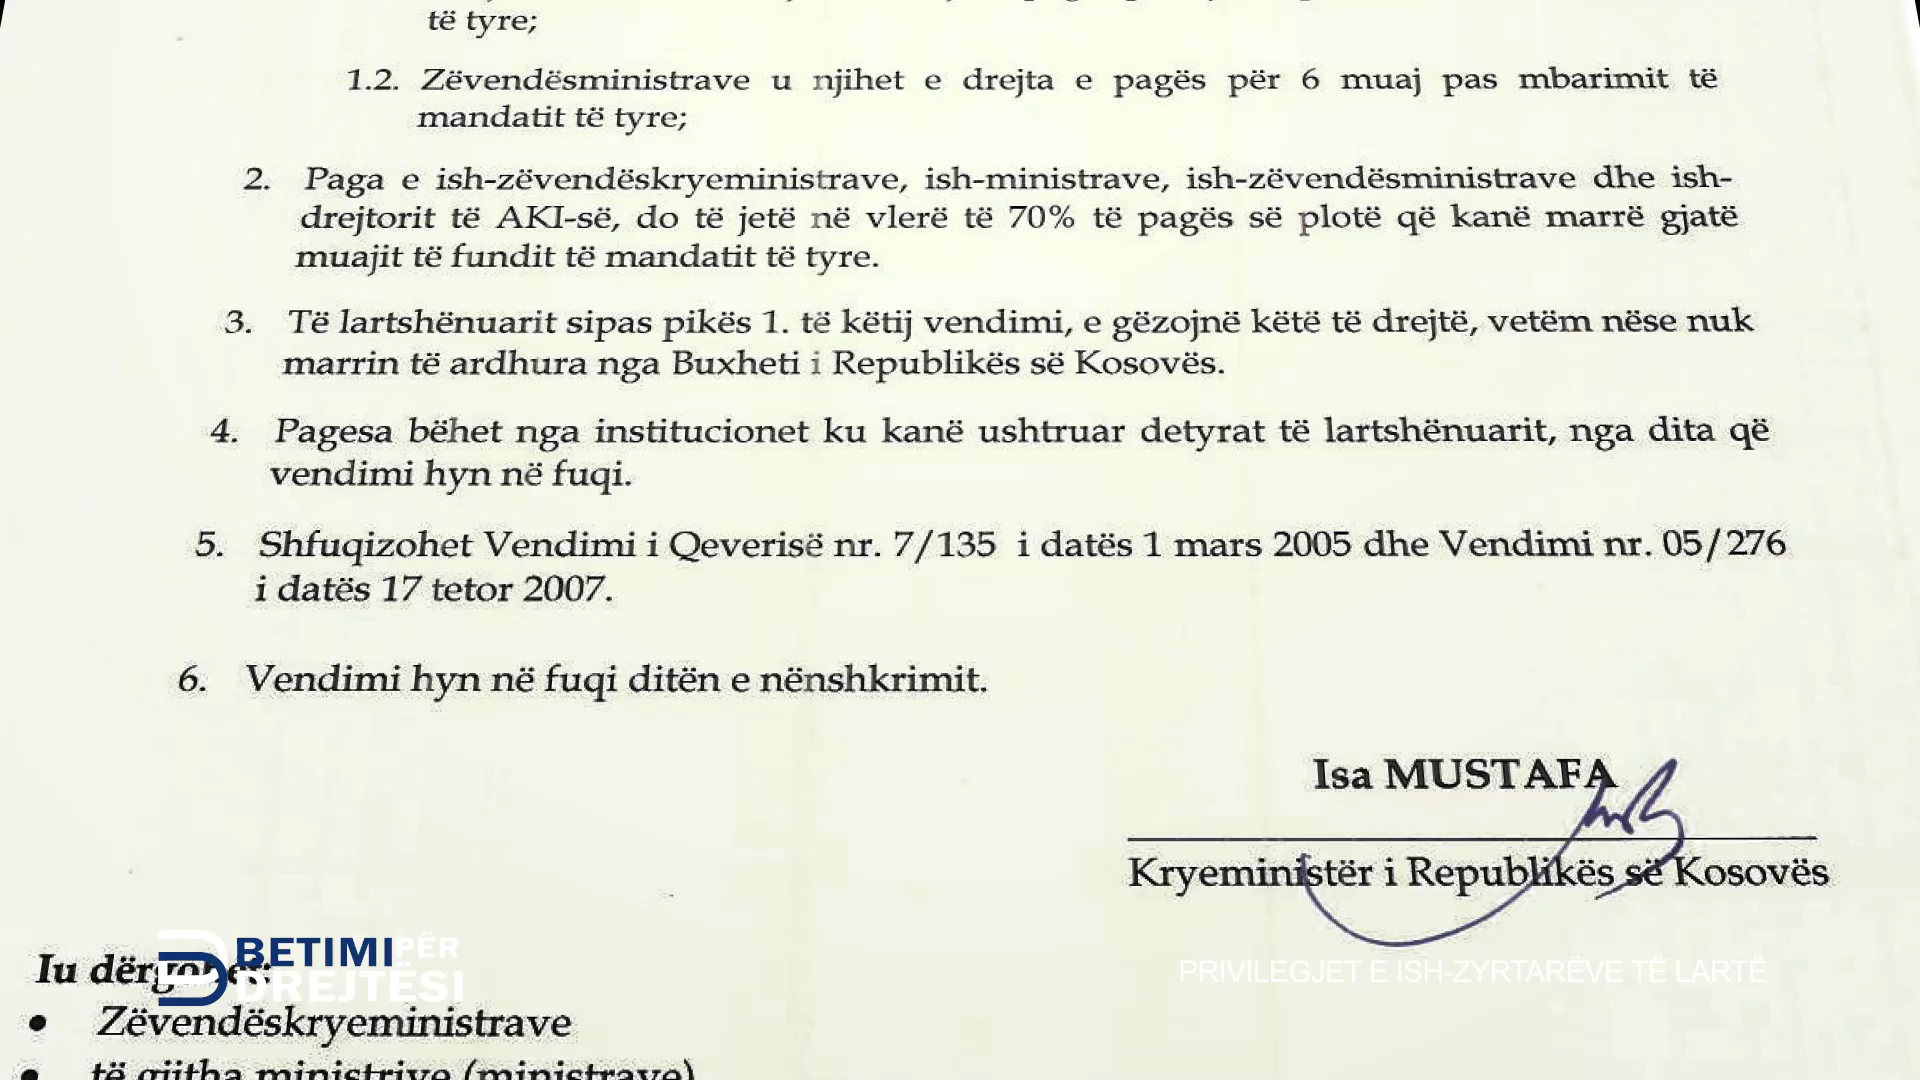 të tyre;
1.2. Zëvendësministrave u njihet e drejta e pagës për 6 muaj pas mbarimit të
mandatit të tyre;
2. Paga e ish-zëvendëskryeministrave, ish-ministrave, ish-zëvendësministrave dhe ish-
drejtorit të AKI-së, do të jetë në vlerë të 70% të pagës së plotë që kanë marrë gjatë
muajit të fundit të mandatit të tyre.
3. Të lartshënuarit sipas pikës 1. të këtij vendimi, e gëzojnë këtë të drejtë, vetëm nëse nuk
marrin të ardhura nga Buxheti i Republikës së Kosovës.
4. Pagesa bëhet nga institucionet ku kanë ushtruar detyrat të lartshënuarit, nga dita që
vendimi hyn në fuqi.
5. Shfuqizohet Vendimi i Qeverisë nr. 7/135 i datës 1 mars 2005 dhe Vendimi nr. 05/276
i datës 17 tetor 2007.
6. Vendimi hyn në fuqi ditën e nënshkrimit.
Isa MUSTAFA
Kryeministër i Republikës së Kosovës
BETIMI PËR
DREJTËSI
PRIVILEGJET E ISH-ZYRTARËVE TË LARTË
Iu dërgohet:
• Zëvendëskryeministrave
• të gjitha ministrive (ministrave)